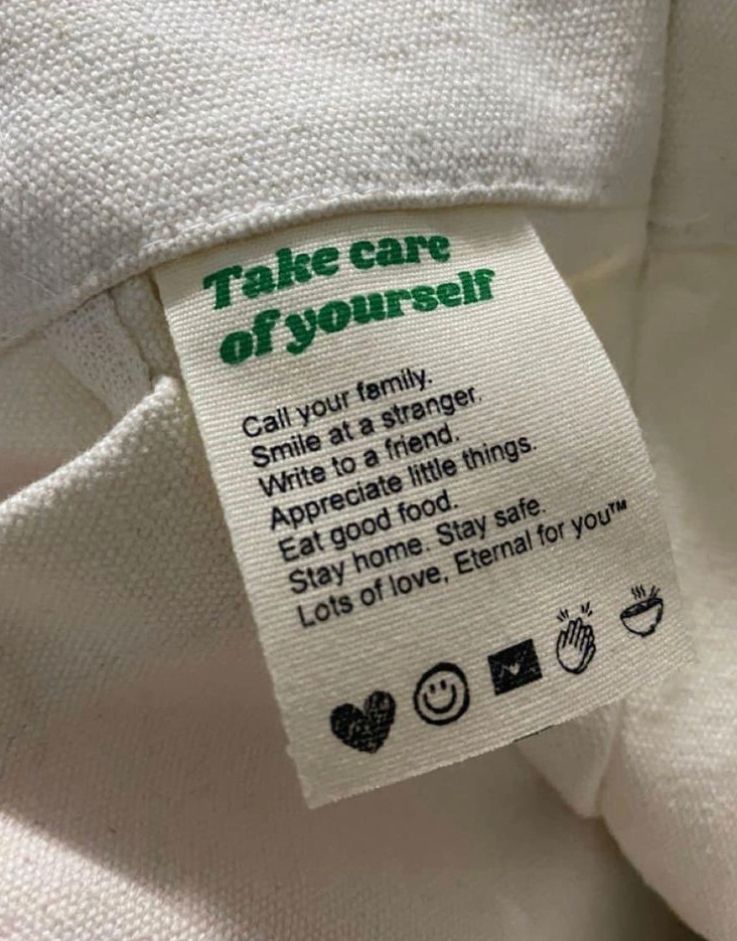 Take care
of yourself
Call your family.
Smile at a stranger.
Write to a friend.
Appreciate little things.
Eat good food.
Stay home. Stay safe.
Lots of love, Eternal for you™